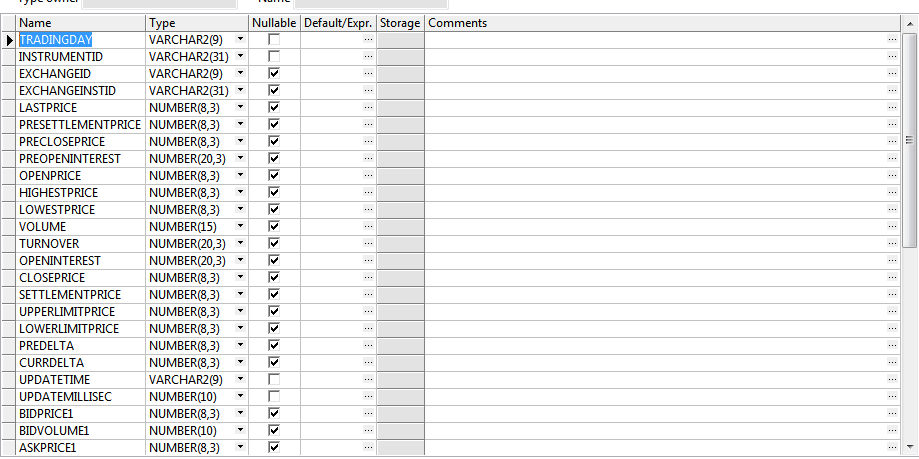 Type owner Name
Name Type Nullable Default/Expr. Storage Comments
TRADINGDAY VARCHAR2(9) ...
INSTRUMENTID VARCHAR2(31) ...
EXCHANGEID VARCHAR2(9) ...
EXCHANGEINSTID VARCHAR2(31) ...
LASTPRICE NUMBER(8,3) ...
PRESETTLEMENTPRICE NUMBER(8,3) ...
PRECLOSEPRICE NUMBER(8,3) ...
PREOPENINTEREST NUMBER(20,3) ...
OPENPRICE NUMBER(8,3) ...
HIGHESTPRICE NUMBER(8,3) ...
LOWESTPRICE NUMBER(8,3) ...
VOLUME NUMBER(15) ...
TURNOVER NUMBER(20,3) ...
OPENINTEREST NUMBER(20,3) ...
CLOSEPRICE NUMBER(8,3) ...
SETTLEMENTPRICE NUMBER(8,3) ...
UPPERLIMITPRICE NUMBER(8,3) ...
LOWERLIMITPRICE NUMBER(8,3) ...
PREDELTA NUMBER(8,3) ...
CURRDELTA NUMBER(8,3) ...
UPDATETIME VARCHAR2(9) ...
UPDATEMILLISEC NUMBER(10) ...
BIDPRICE1 NUMBER(8,3) ...
BIDVOLUME1 NUMBER(10) ...
ASKPRICE1 NUMBER(8,3) ...